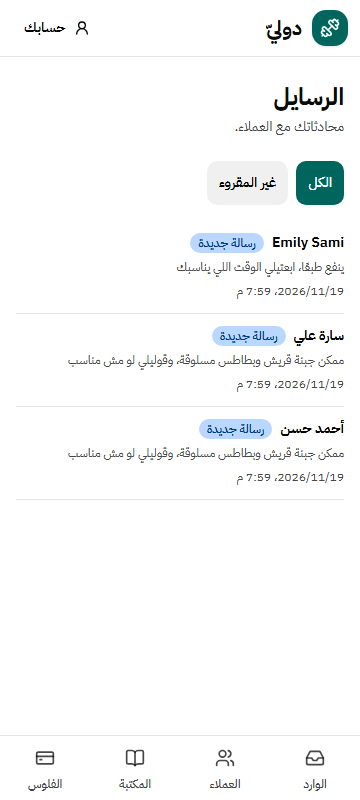 دوليّ
حسابك
الرسايل
محادثاتك مع العملاء.
الكل
غير المقروء
Emily Sami رسالة جديدة
ينفع طبعًا، ابعتيلي الوقت اللي يناسبك
2026/11/19، 7:59 م
سارة علي رسالة جديدة
ممكن جبنة قريش وبطاطس مسلوقة، وقوليلي لو مش مناسب
2026/11/19، 7:59 م
أحمد حسن رسالة جديدة
ممكن جبنة قريش وبطاطس مسلوقة، وقوليلي لو مش مناسب
2026/11/19، 7:59 م
الوارد
العملاء
المكتبة
الفلوس